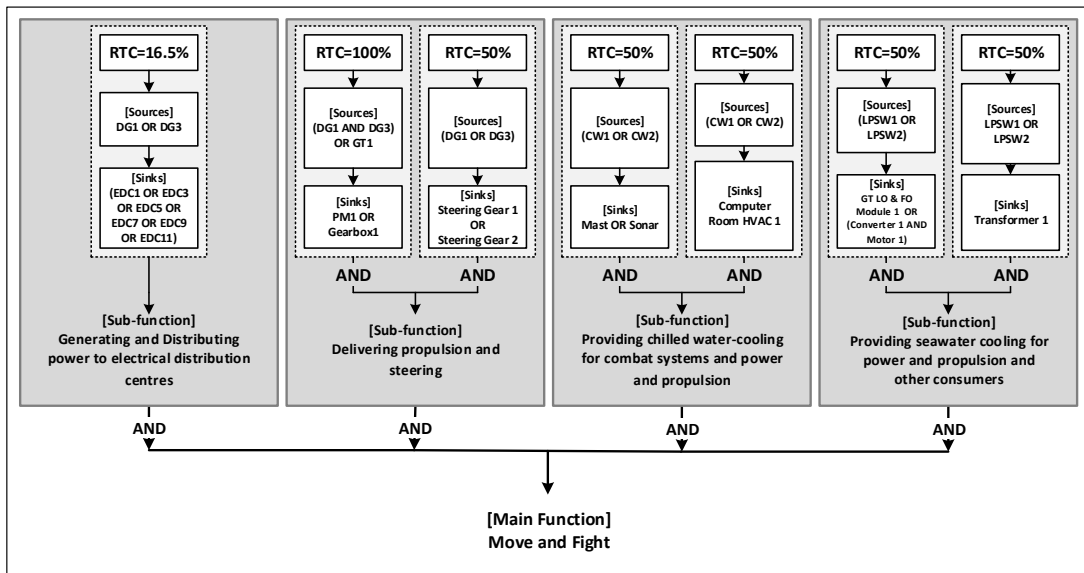 RTC=16.5%
[Sources]
DG1 OR DG3
[Sinks]
(EDC1 OR EDC3
OR EDC5 OR
EDC7 OR EDC9
OR EDC11)
[Sub-function]
Generating and Distributing
power to electrical distribution
centres
AND
RTC=100%
[Sources]
(DG1 AND DG3)
OR GT1
[Sinks]
PM1 OR
Gearbox1
AND
RTC=50%
[Sources]
(DG1 OR DG3)
[Sinks]
Steering Gear 1
OR
Steering Gear 2
AND
[Sub-function]
Delivering propulsion and
steering
AND
RTC=50%
[Sources]
(CW1 OR CW2)
[Sinks]
Mast OR Sonar
AND
RTC=50%
[Sources]
(CW1 OR CW2)
[Sinks]
Computer
Room HVAC 1
AND
[Sub-function]
Providing chilled water-cooling
for combat systems and power
and propulsion
AND
RTC=50%
[Sources]
(LPSW1 OR
LPSW2)
[Sinks]
GT LO & FO
Module 1 OR
(Converter 1 AND
Motor 1)
AND
RTC=50%
[Sources]
LPSW1 OR
LPSW2
[Sinks]
Transformer 1
AND
[Sub-function]
Providing seawater cooling for
power and propulsion and
other consumers
AND
[Main Function]
Move and Fight